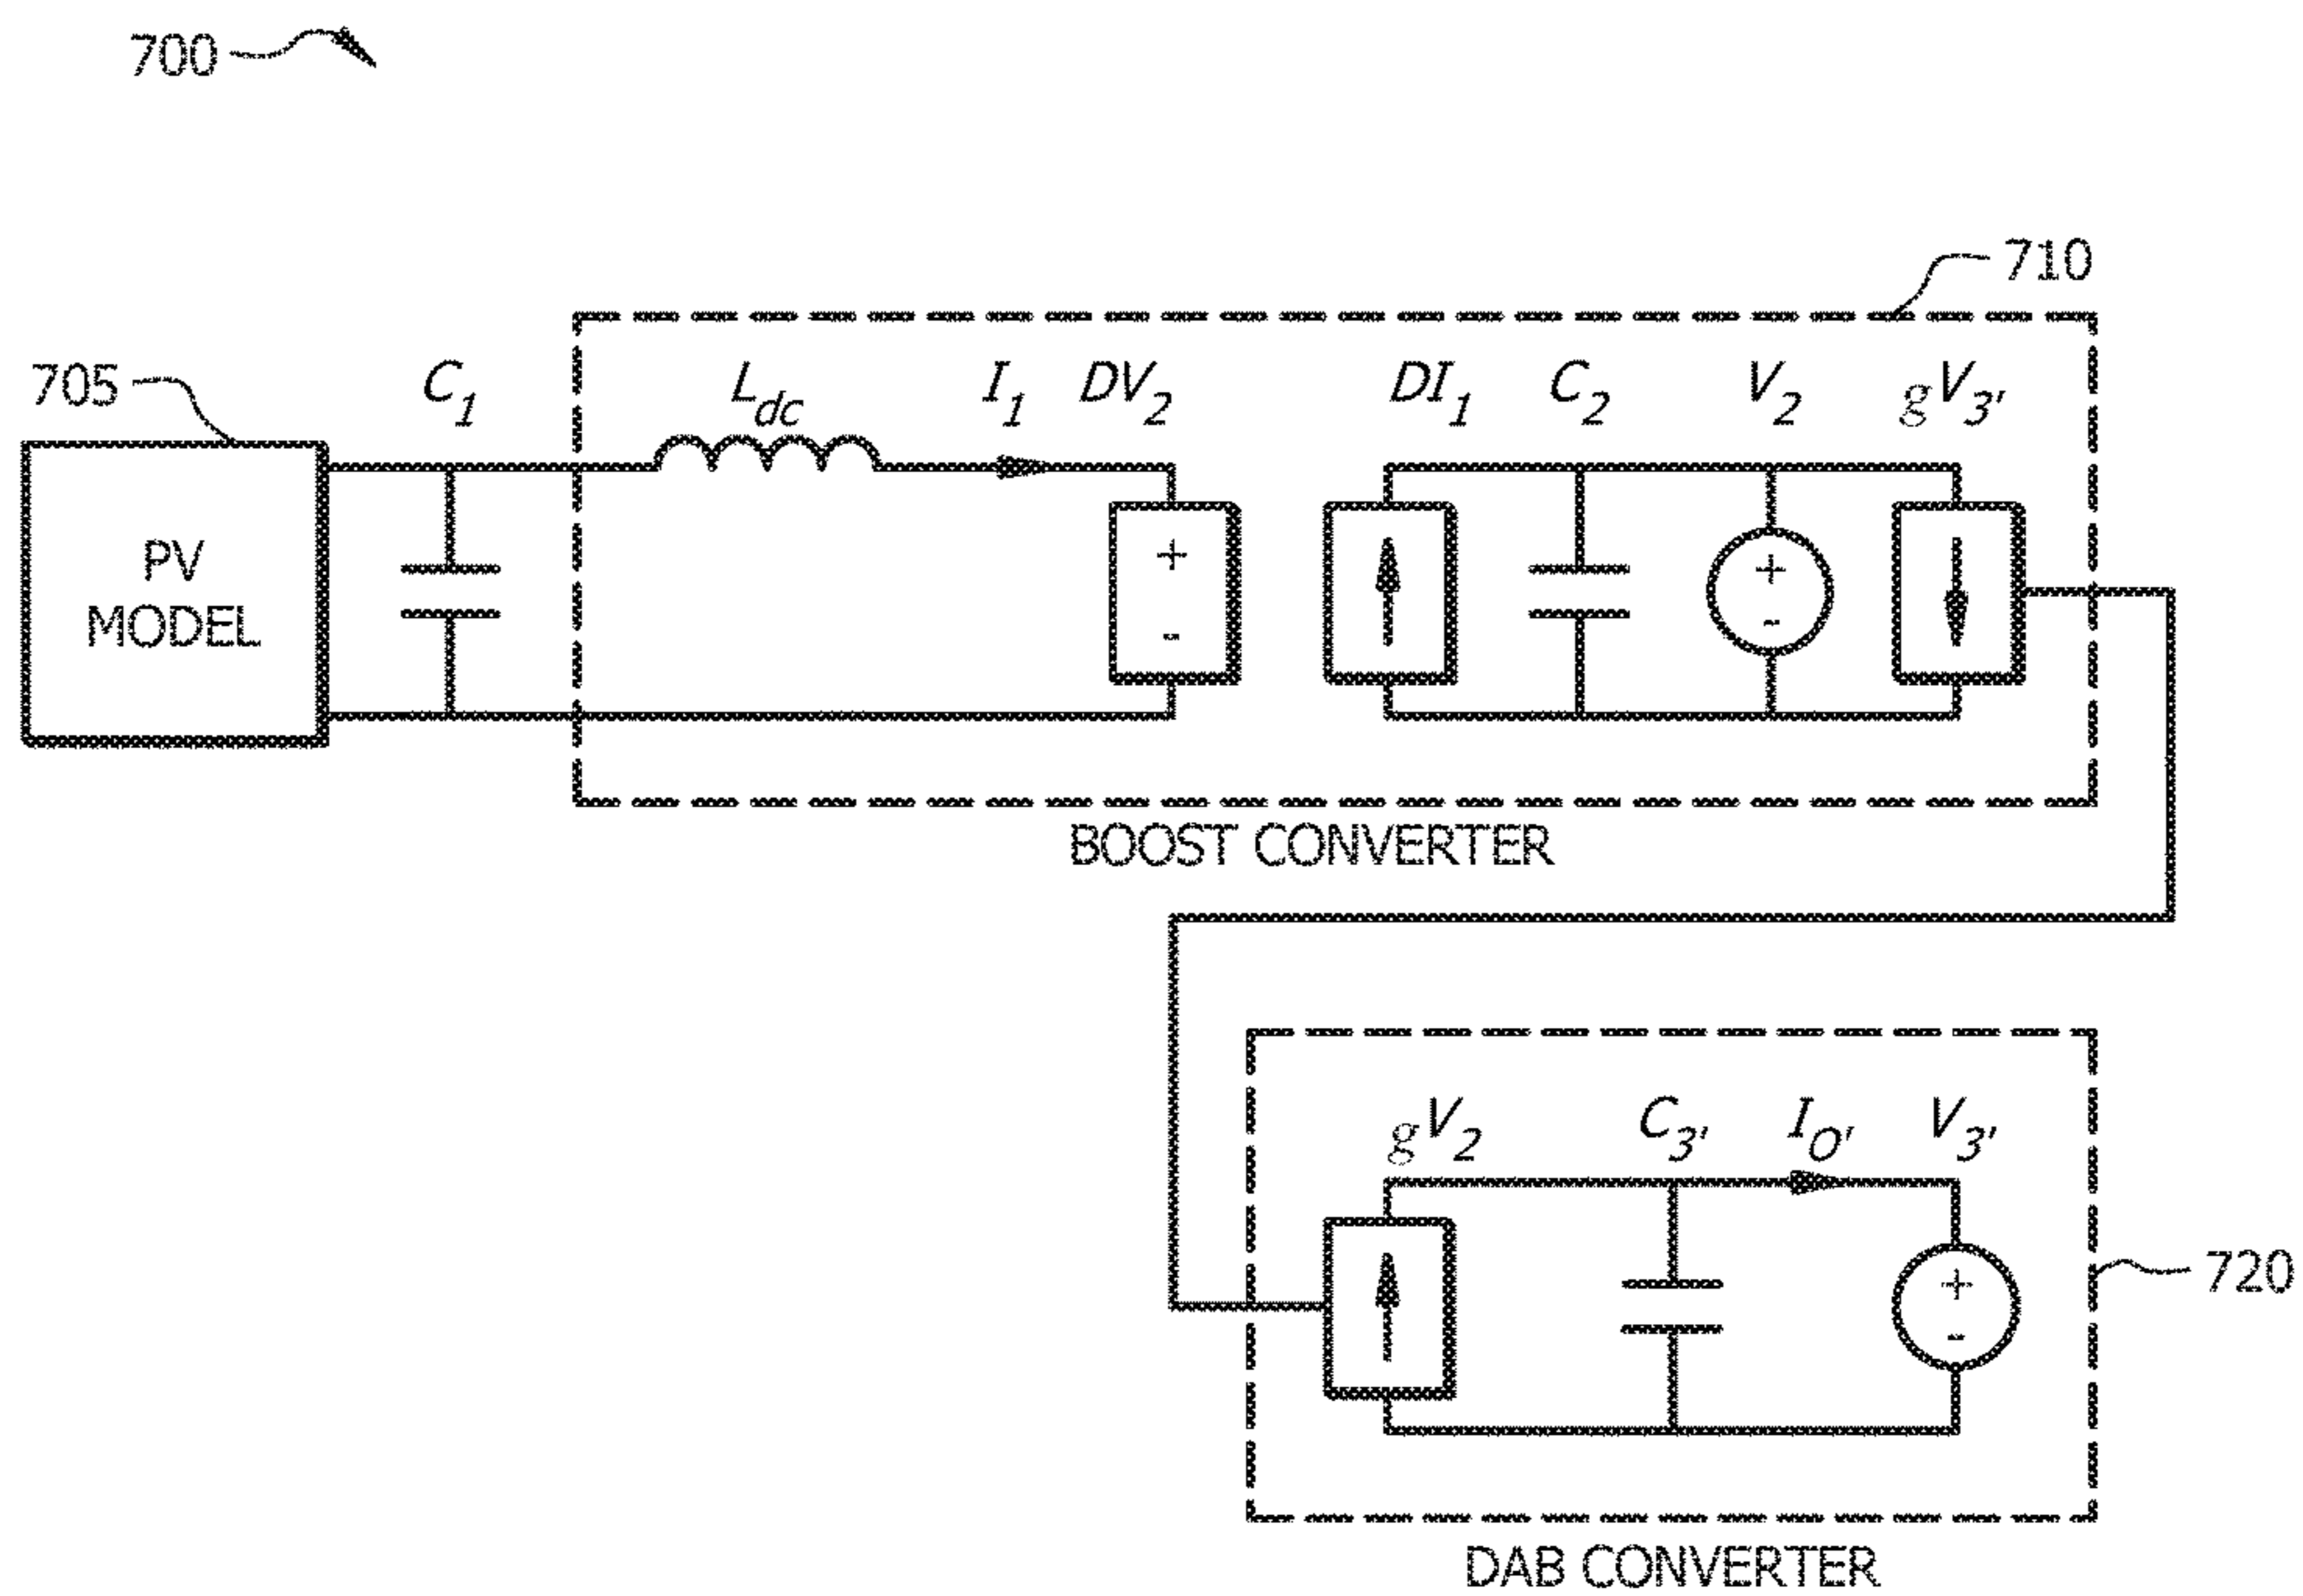 700
710
705
C1 Ldc I1 DV2 DI1 C2 V2 gV3'
PV
MODEL
+
-
+
-
BOOST CONVERTER
gV2 C3' IO' V3'
+
-
720
DAB CONVERTER